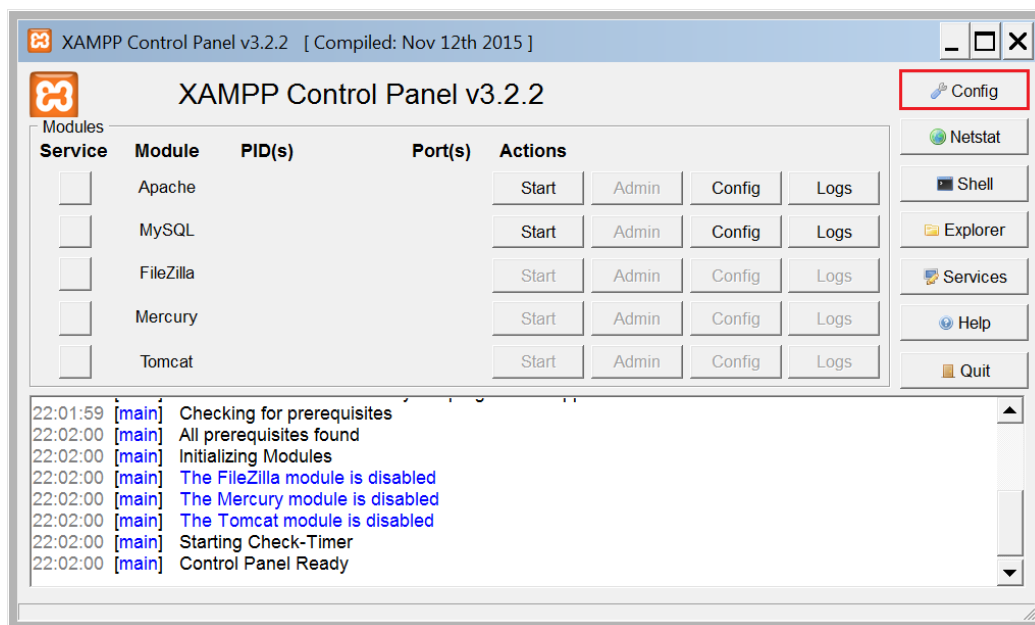 XAMPP Control Panel v3.2.2 [ Compiled: Nov 12th 2015 ]
XAMPP Control Panel v3.2.2
Config
Modules
Netstat
Service Module PID(s) Port(s) Actions
Apache Start Admin Config Logs
Shell
MySQL Start Admin Config Logs
Explorer
FileZilla Start Admin Config Logs
Services
Mercury Start Admin Config Logs
Help
Tomcat Start Admin Config Logs
Quit
22:01:59 [main] Checking for prerequisites
22:02:00 [main] All prerequisites found
22:02:00 [main] Initializing Modules
22:02:00 [main] The FileZilla module is disabled
22:02:00 [main] The Mercury module is disabled
22:02:00 [main] The Tomcat module is disabled
22:02:00 [main] Starting Check-Timer
22:02:00 [main] Control Panel Ready